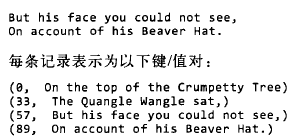 But his face you could not see,
On account of his Beaver Hat.
每条记录表示为以下键/值对：
(0, On the top of the Crumpetty Tree)
(33, The Quangle Wangle sat,)
(57, But his face you could not see,)
(89, On account of his Beaver Hat.)